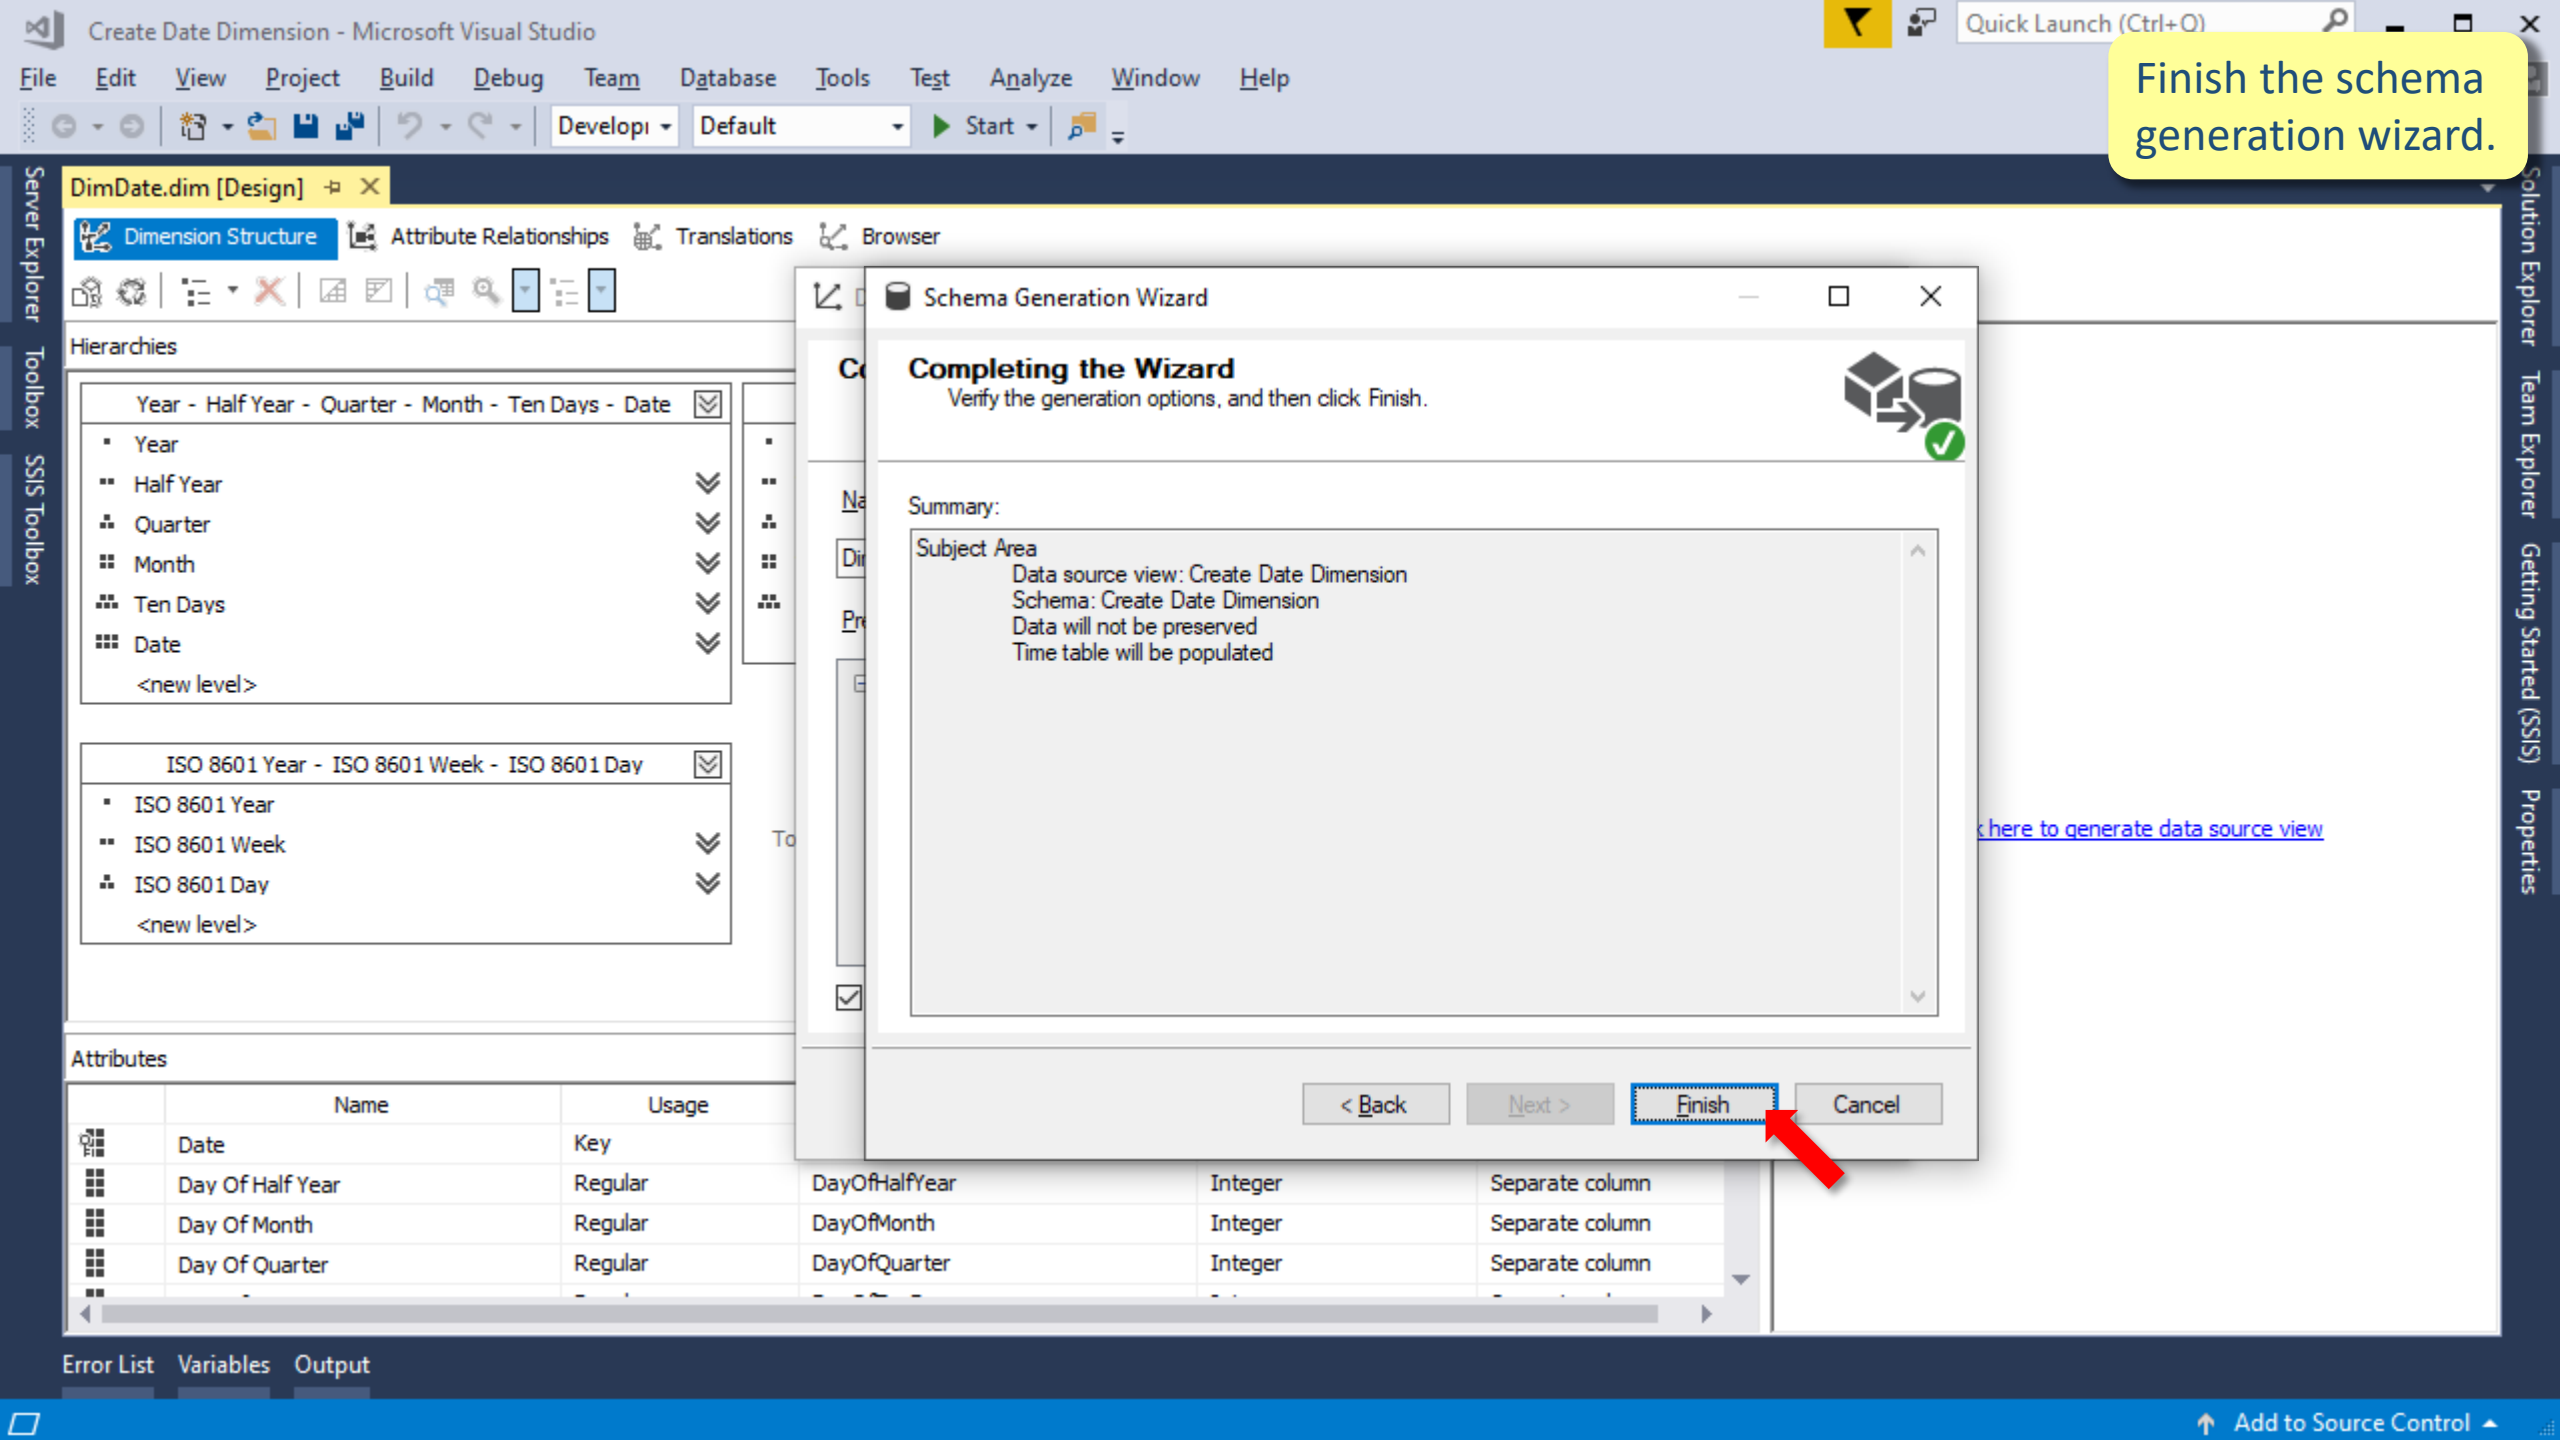 Create Date Dimension - Microsoft Visual Studio
Quick Launch (Ctrl+Q)
File Edit View Project Build Debug Team Database Tools Test Analyze Window Help
Finish the schema
generation wizard.
Default
Start
Server Explorer
Toolbox
SSIS Toolbox
DimDate.dim [Design]
Dimension Structure Attribute Relationships Translations Browser
Hierarchies
Year - Half Year - Quarter - Month - Ten Days - Date
Year
Half Year
Quarter
Month
Ten Days
Date
<new level>
ISO 8601 Year - ISO 8601 Week - ISO 8601 Day
ISO 8601 Year
ISO 8601 Week
ISO 8601 Day
<new level>
Schema Generation Wizard
Completing the Wizard
Verify the generation options, and then click Finish.
Summary:
Subject Area
Data source view: Create Date Dimension
Schema: Create Date Dimension
Data will not be preserved
Time table will be populated
< Back Next > Finish Cancel
here to generate data source view
Attributes
Name Usage
Date Key
Day Of Half Year Regular DayOfHalfYear Integer Separate column
Day Of Month Regular DayOfMonth Integer Separate column
Day Of Quarter Regular DayOfQuarter Integer Separate column
Solution Explorer
Team Explorer
Getting Started (SSIS)
Properties
Error List Variables Output
Add to Source Control